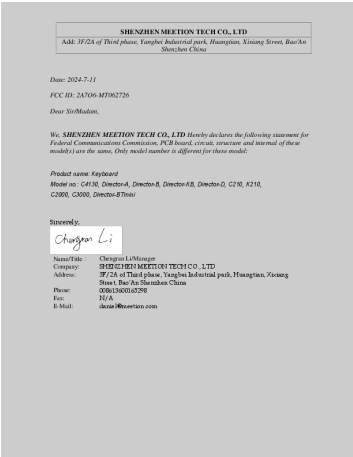 SHENZHEN MEETION TECH CO., LTD
Add: 3F/2A of Third phase, Yangbei Industrial park, Huangtian, Xixiang Street, Bao'An
Shenzhen China
Date: 2024-7-11
FCC ID: 2A7O6-MT062726
Dear Sir/Madam,
We, SHENZHEN MEETION TECH CO., LTD Hereby declares the following statement for
Federal Communications Commission, PCB board, circuit, structure and internal of these
model(s) are the same, Only model number is different for these model:
Product name: Keyboard
Model no.: C4130, Director-A, Director-B, Director-KB, Director-D, C210, K210,
C2000, C3000, Director-BTmini
Sincerely,
Chengran Li
Name/Title : Chengran Li/Manager
Company: SHENZHEN MEETION TECH CO., LTD
Address: 3F/2A of Third phase, Yangbei Industrial park, Huangtian, Xixiang
Street, Bao'An Shenzhen China
Phone: 008613600165298
Fax: N/A
E-Mail: daniel@meetion.com